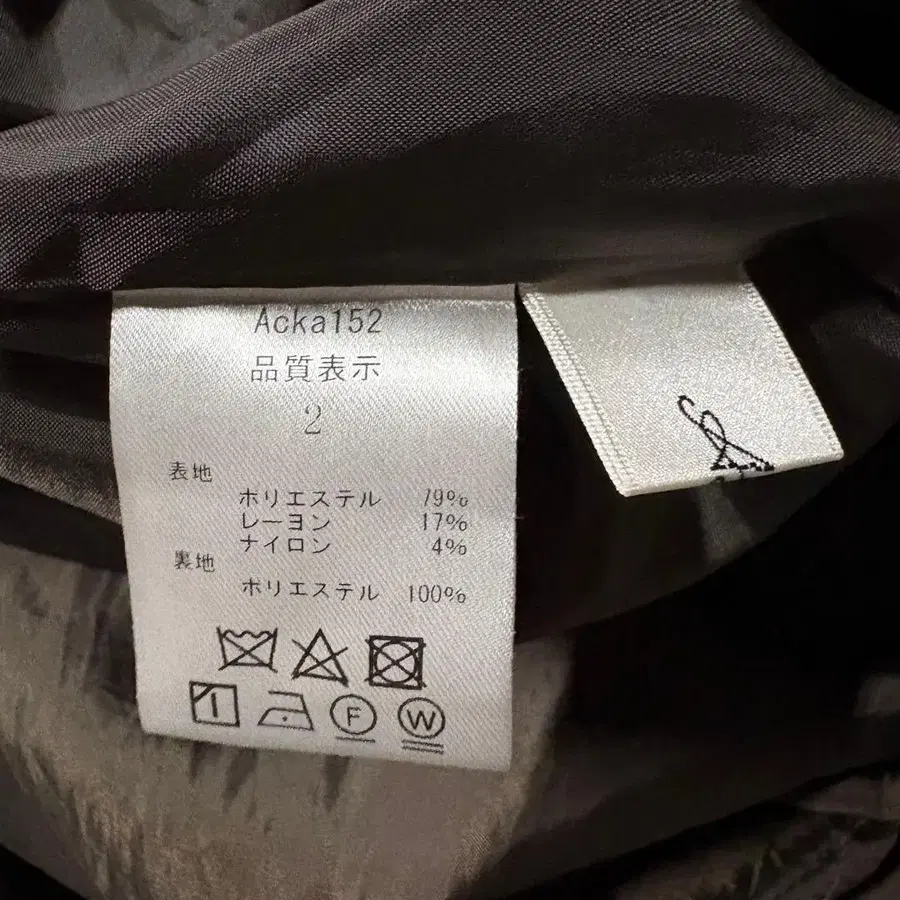 Acka152
品質表示
2
表地
ポリエステル 79%
レーヨン 17%
ナイロン 4%
裏地
ポリエステル 100%
F
W